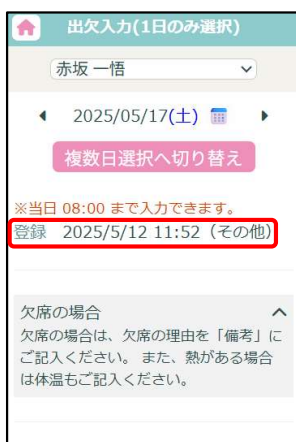 出欠入力(1日のみ選択)
赤坂 一悟
2025/05/17(土)
複数日選択へ切り替え
※当日 08:00 まで入力できます。
登録 2025/5/12 11:52（その他）
欠席の場合
欠席の場合は、欠席の理由を「備考」に
ご記入ください。 また、熱がある場合
は体温もご記入ください。